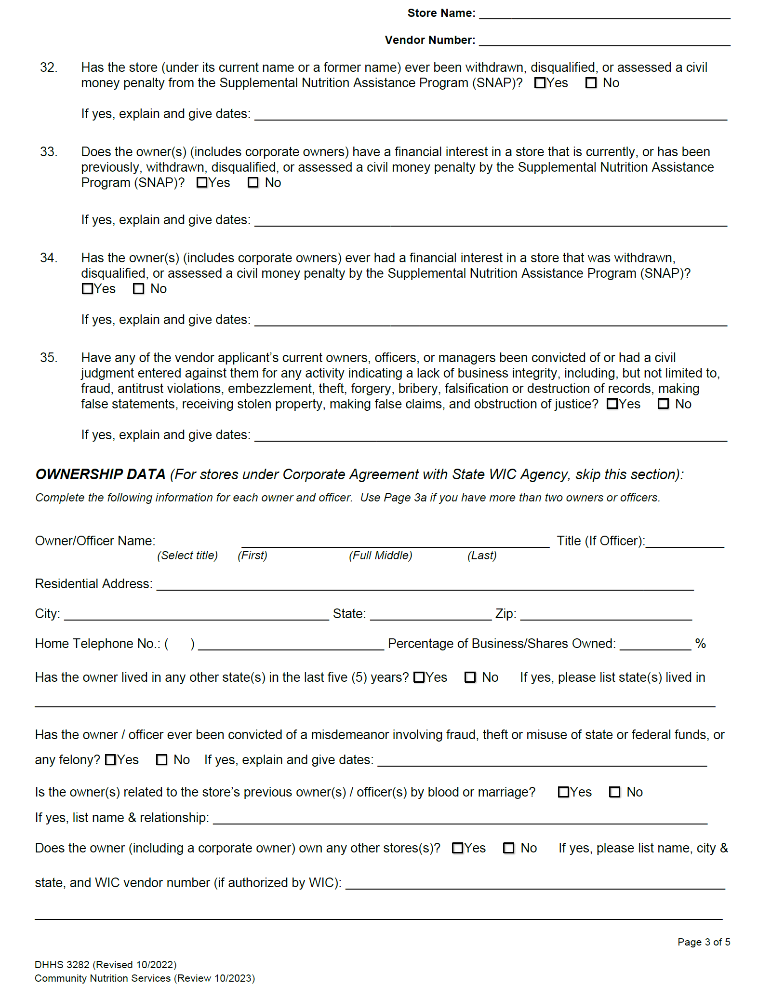 Store Name:
Vendor Number:
32. Has the store (under its current name or a former name) ever been withdrawn, disqualified, or assessed a civil
money penalty from the Supplemental Nutrition Assistance Program (SNAP)? ☐Yes ☐ No
If yes, explain and give dates:
33. Does the owner(s) (includes corporate owners) have a financial interest in a store that is currently, or has been
previously, withdrawn, disqualified, or assessed a civil money penalty by the Supplemental Nutrition Assistance
Program (SNAP)? ☐Yes ☐ No
If yes, explain and give dates:
34. Has the owner(s) (includes corporate owners) ever had a financial interest in a store that was withdrawn,
disqualified, or assessed a civil money penalty by the Supplemental Nutrition Assistance Program (SNAP)?
☐Yes ☐ No
If yes, explain and give dates:
35. Have any of the vendor applicant’s current owners, officers, or managers been convicted of or had a civil
judgment entered against them for any activity indicating a lack of business integrity, including, but not limited to,
fraud, antitrust violations, embezzlement, theft, forgery, bribery, falsification or destruction of records, making
false statements, receiving stolen property, making false claims, and obstruction of justice? ☐Yes ☐ No
If yes, explain and give dates:
OWNERSHIP DATA (For stores under Corporate Agreement with State WIC Agency, skip this section):
Complete the following information for each owner and officer. Use Page 3a if you have more than two owners or officers.
Owner/Officer Name: Title (If Officer):
(Select title) (First) (Full Middle) (Last)
Residential Address:
City: State: Zip:
Home Telephone No.: ( ) Percentage of Business/Shares Owned: %
Has the owner lived in any other state(s) in the last five (5) years? ☐Yes ☐ No If yes, please list state(s) lived in
Has the owner / officer ever been convicted of a misdemeanor involving fraud, theft or misuse of state or federal funds, or
any felony? ☐Yes ☐ No If yes, explain and give dates:
Is the owner(s) related to the store’s previous owner(s) / officer(s) by blood or marriage? ☐Yes ☐ No
If yes, list name & relationship:
Does the owner (including a corporate owner) own any other stores(s)? ☐Yes ☐ No If yes, please list name, city &
state, and WIC vendor number (if authorized by WIC):
Page 3 of 5
DHHS 3282 (Revised 10/2022)
Community Nutrition Services (Review 10/2023)